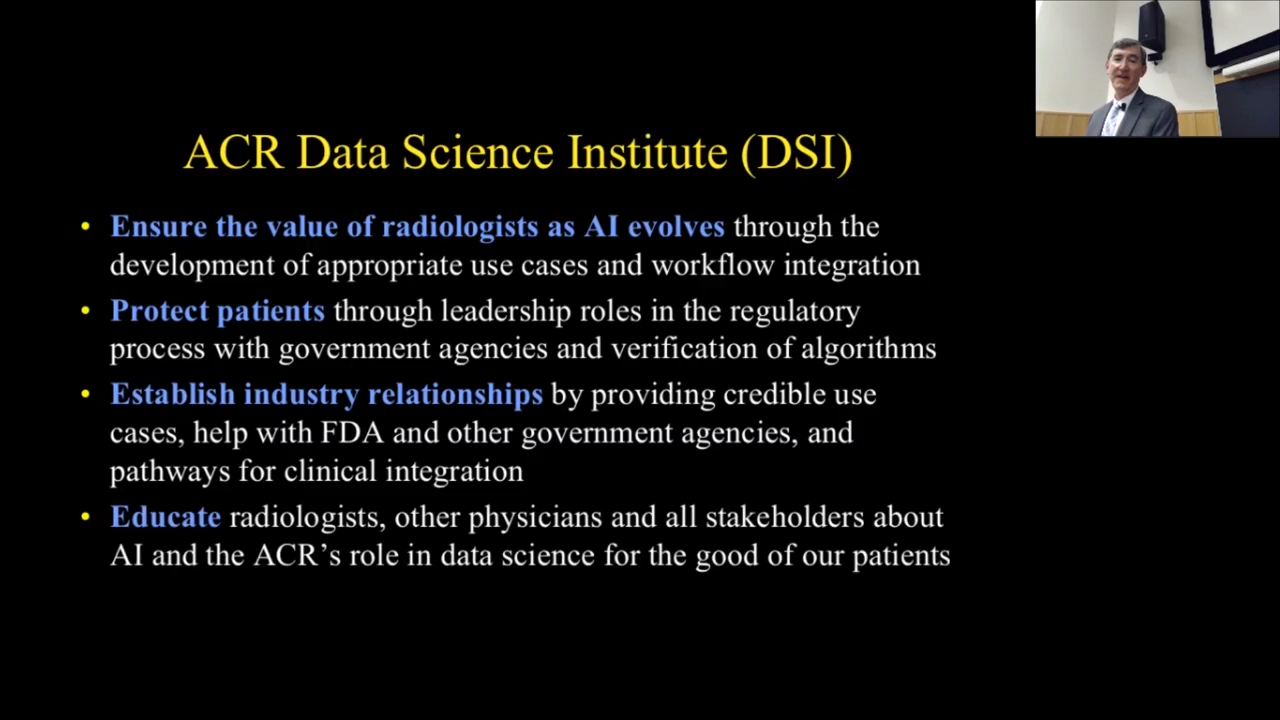 ACR Data Science Institute (DSI)
• Ensure the value of radiologists as AI evolves through the
development of appropriate use cases and workflow integration
• Protect patients through leadership roles in the regulatory
process with government agencies and verification of algorithms
• Establish industry relationships by providing credible use
cases, help with FDA and other government agencies, and
pathways for clinical integration
• Educate radiologists, other physicians and all stakeholders about
AI and the ACR’s role in data science for the good of our patients